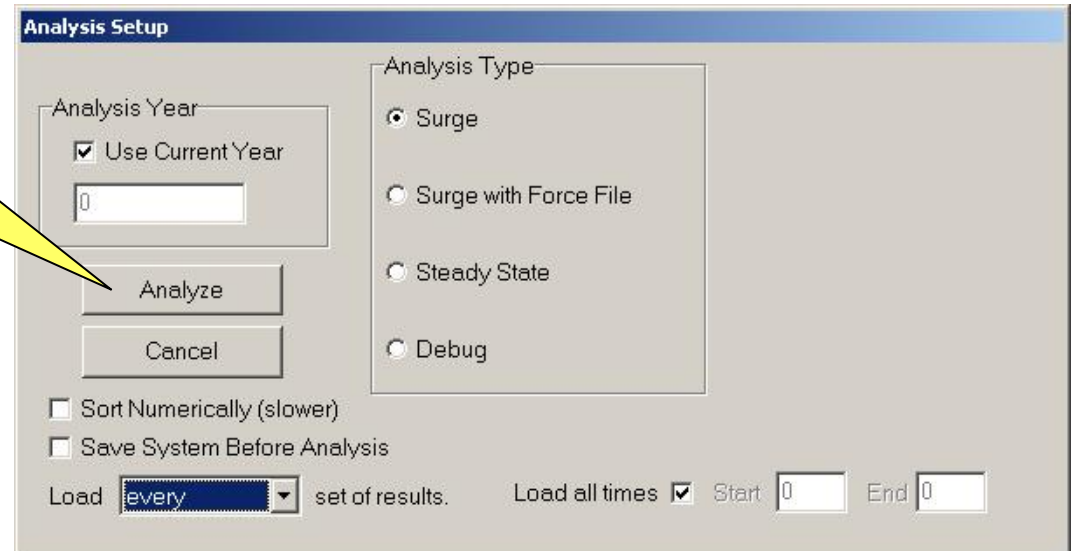 Analysis Setup
Analysis Year
Use Current Year
0
Analyze
Cancel
Analysis Type
Surge
Surge with Force File
Steady State
Debug
Sort Numerically (slower)
Save System Before Analysis
Load every set of results. Load all times Start 0 End 0